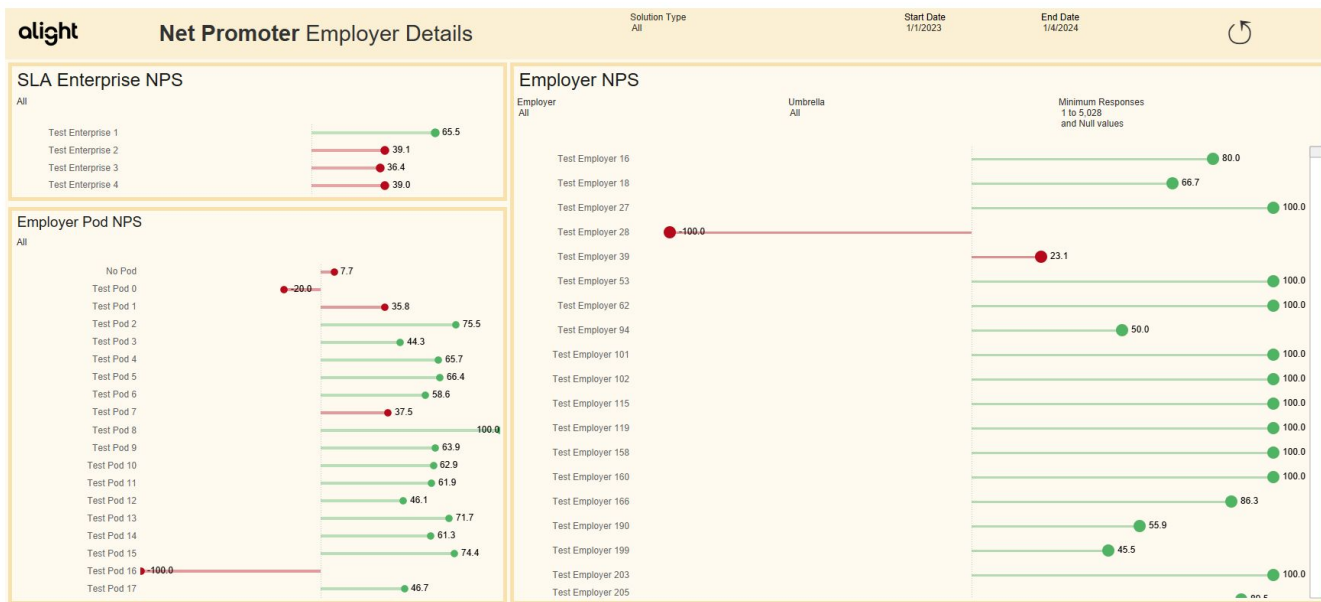 alight
Net Promoter Employer Details
Solution Type
All
Start Date
1/1/2023
End Date
1/4/2024
SLA Enterprise NPS
All
Test Enterprise 1 65.5
Test Enterprise 2 39.1
Test Enterprise 3 36.4
Test Enterprise 4 39.0
Employer Pod NPS
All
No Pod 7.7
Test Pod 0 -20.0
Test Pod 1 35.8
Test Pod 2 75.5
Test Pod 3 44.3
Test Pod 4 65.7
Test Pod 5 66.4
Test Pod 6 58.6
Test Pod 7 37.5
Test Pod 8 100.0
Test Pod 9 63.9
Test Pod 10 62.9
Test Pod 11 61.9
Test Pod 12 46.1
Test Pod 13 71.7
Test Pod 14 61.3
Test Pod 15 74.4
Test Pod 16 -100.0
Test Pod 17 46.7
Employer NPS
Employer
All
Umbrella
All
Minimum Responses
1 to 5,028
and Null values
Test Employer 16 80.0
Test Employer 18 66.7
Test Employer 27 100.0
Test Employer 28 -100.0
Test Employer 39 23.1
Test Employer 53 100.0
Test Employer 62 100.0
Test Employer 94 50.0
Test Employer 101 100.0
Test Employer 102 100.0
Test Employer 115 100.0
Test Employer 119 100.0
Test Employer 158 100.0
Test Employer 160 100.0
Test Employer 166 86.3
Test Employer 190 55.9
Test Employer 199 45.5
Test Employer 203 100.0
Test Employer 205